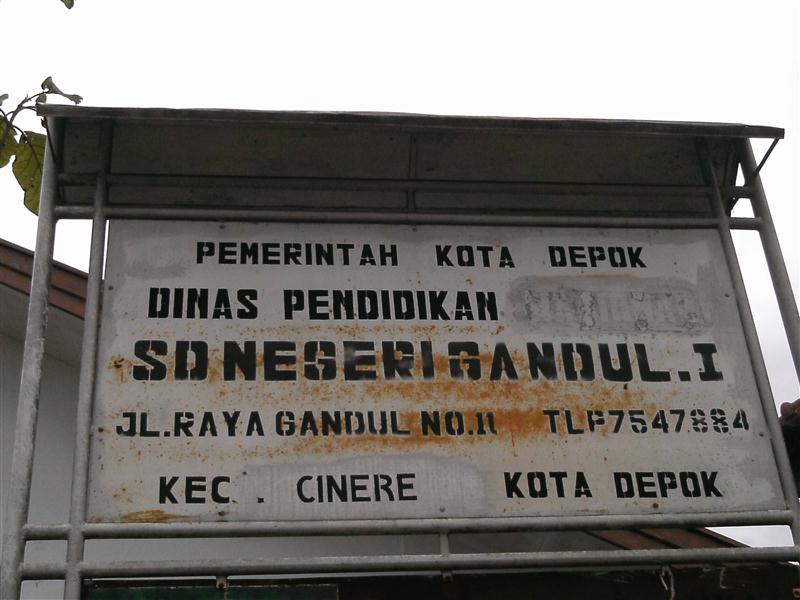 PEMERINTAH KOTA DEPOK
DINAS PENDIDIKAN
SD NEGERI GANDUL.I
JL.RAYA GANDUL NO.11 TLP7547884
KEC. CINERE KOTA DEPOK